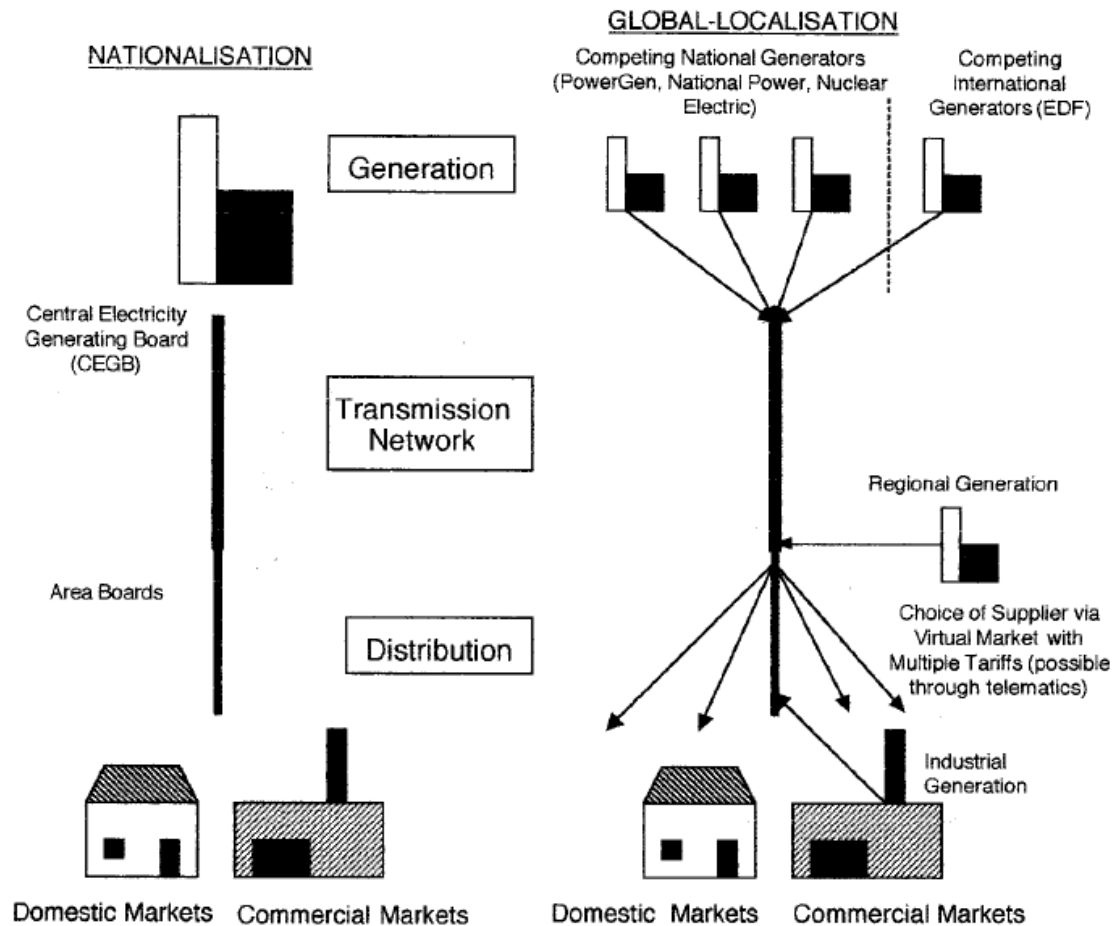 NATIONALISATION
Generation
Central Electricity
Generating Board
(CEGB)
Transmission
Network
Area Boards
Distribution
Domestic Markets
Commercial Markets
GLOBAL-LOCALISATION
Competing National Generators
(PowerGen, National Power, Nuclear
Electric)
Competing
International
Generators (EDF)
Regional Generation
Choice of Supplier via
Virtual Market with
Multiple Tariffs (possible
through telematics)
Industrial
Generation
Domestic Markets
Commercial Markets